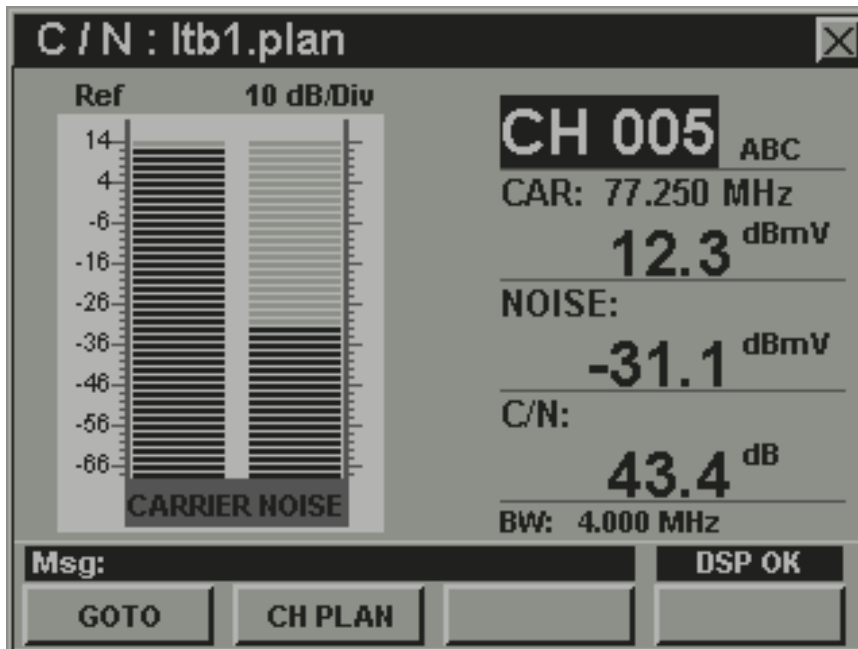 C / N : ltb1.plan
Ref 10 dB/Div
14
4
-6
-16
-26
-36
-46
-56
-66
CARRIER NOISE
CH 005 ABC
CAR: 77.250 MHz
12.3 dBmV
NOISE:
-31.1 dBmV
C/N:
43.4 dB
BW: 4.000 MHz
Msg: DSP OK
GOTO CH PLAN